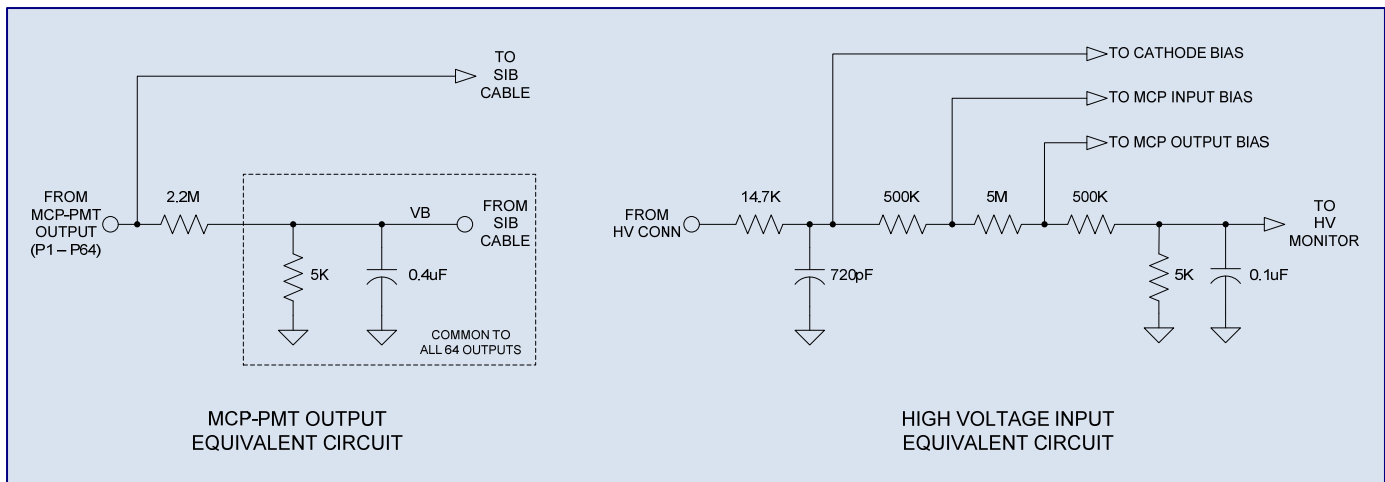 TO
SIB
CABLE
FROM
MCP-PMT
OUTPUT
(P1 – P64)
2.2M
VB
FROM
SIB
CABLE
5K
0.4uF
COMMON TO
ALL 64 OUTPUTS
MCP-PMT OUTPUT
EQUIVALENT CIRCUIT
TO CATHODE BIAS
TO MCP INPUT BIAS
TO MCP OUTPUT BIAS
FROM
HV CONN
14.7K
500K
5M
500K
TO
HV
MONITOR
720pF
5K
0.1uF
HIGH VOLTAGE INPUT
EQUIVALENT CIRCUIT